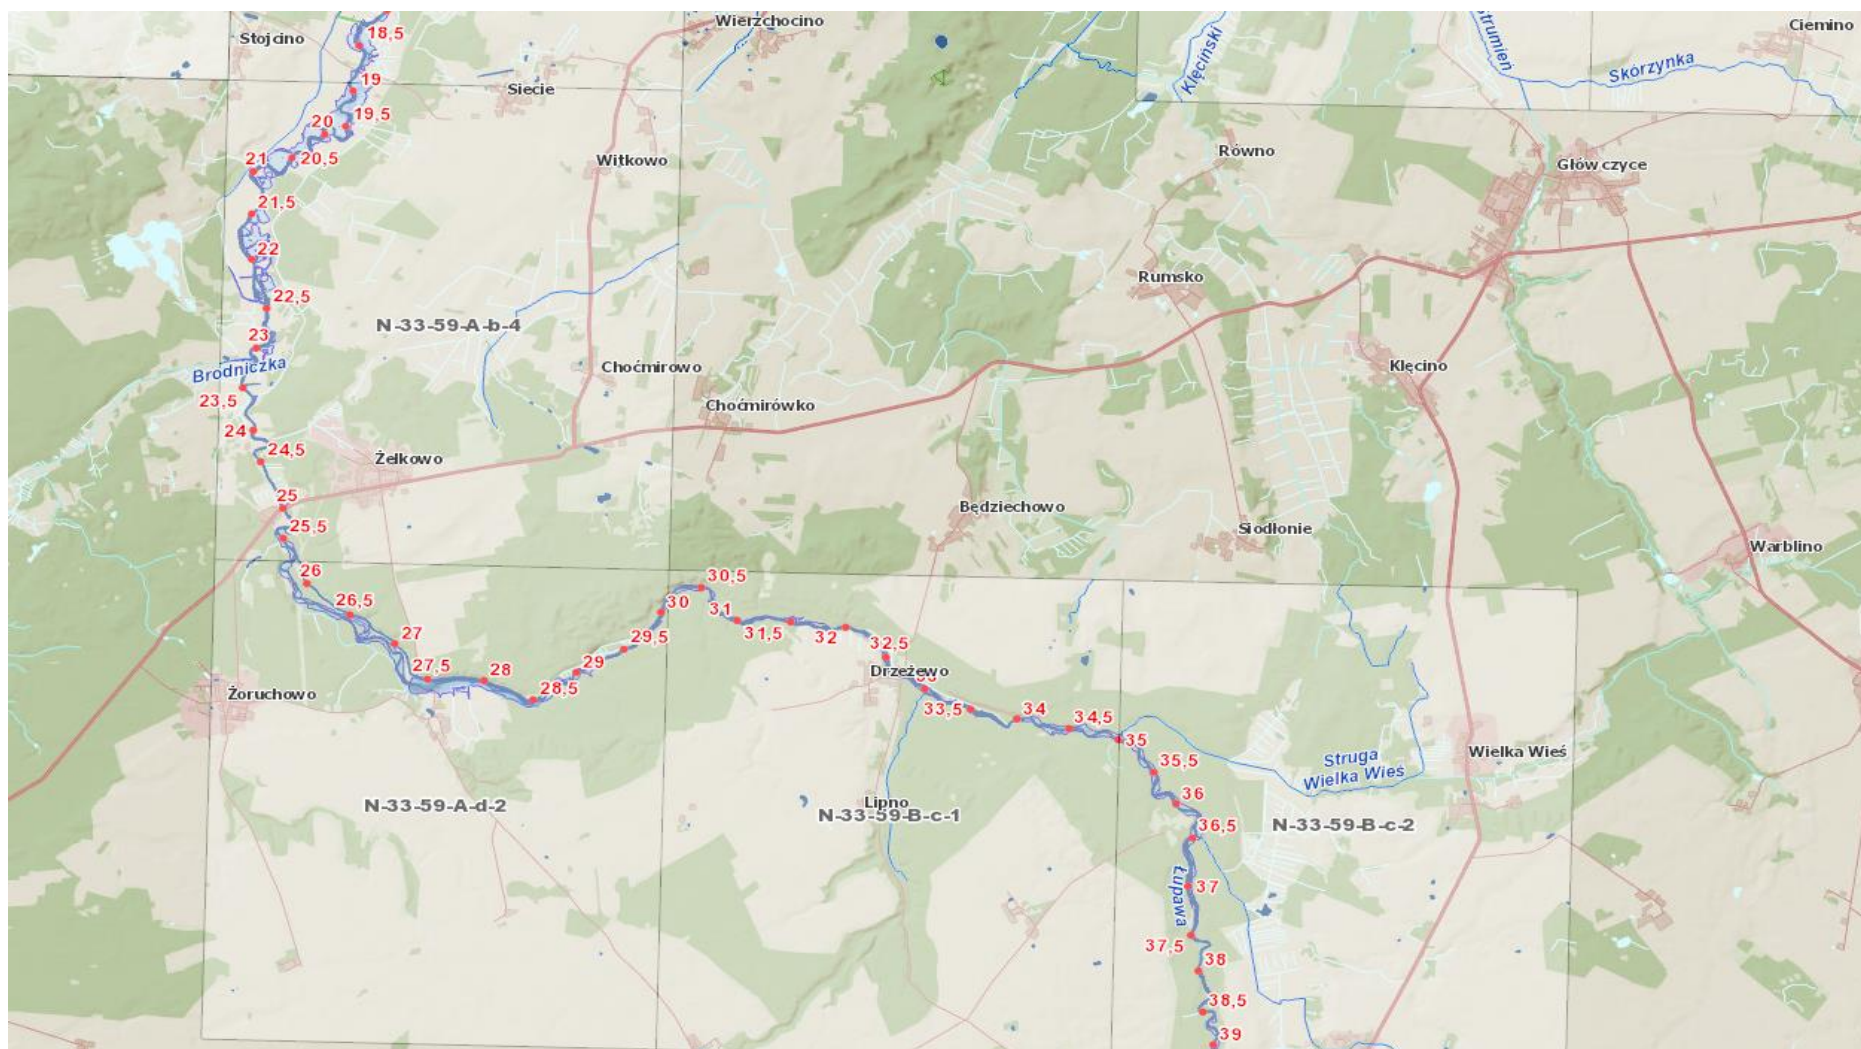 Wierzchocino
Ciemino
Stojcino
18,5
Strumień
Klęciński
Skórzynka
19
Siecie
19,5
20
Równo
21
20,5
Witkowo
Główczyce
21,5
22
Rumsko
22,5
N-33-59-A-b-4
23
Brodniczka
Choćmirowo
Klęcino
23,5
Choćmirówko
24
24,5
Żelkowo
25
Będziechowo
25,5
Siodłonie
Warblino
26
30,5
26,5
30
31
27
29,5
31,5
32
32,5
27,5
28
29
Drzeżewo
28,5
Żoruchowo
33,5
34
34,5
35
Struga
Wielka Wieś
Wielka Wieś
35,5
36
N-33-59-A-d-2
Lipno
N-33-59-B-c-1
36,5
N-33-59-B-c-2
37
Łupawa
37,5
38
38,5
39